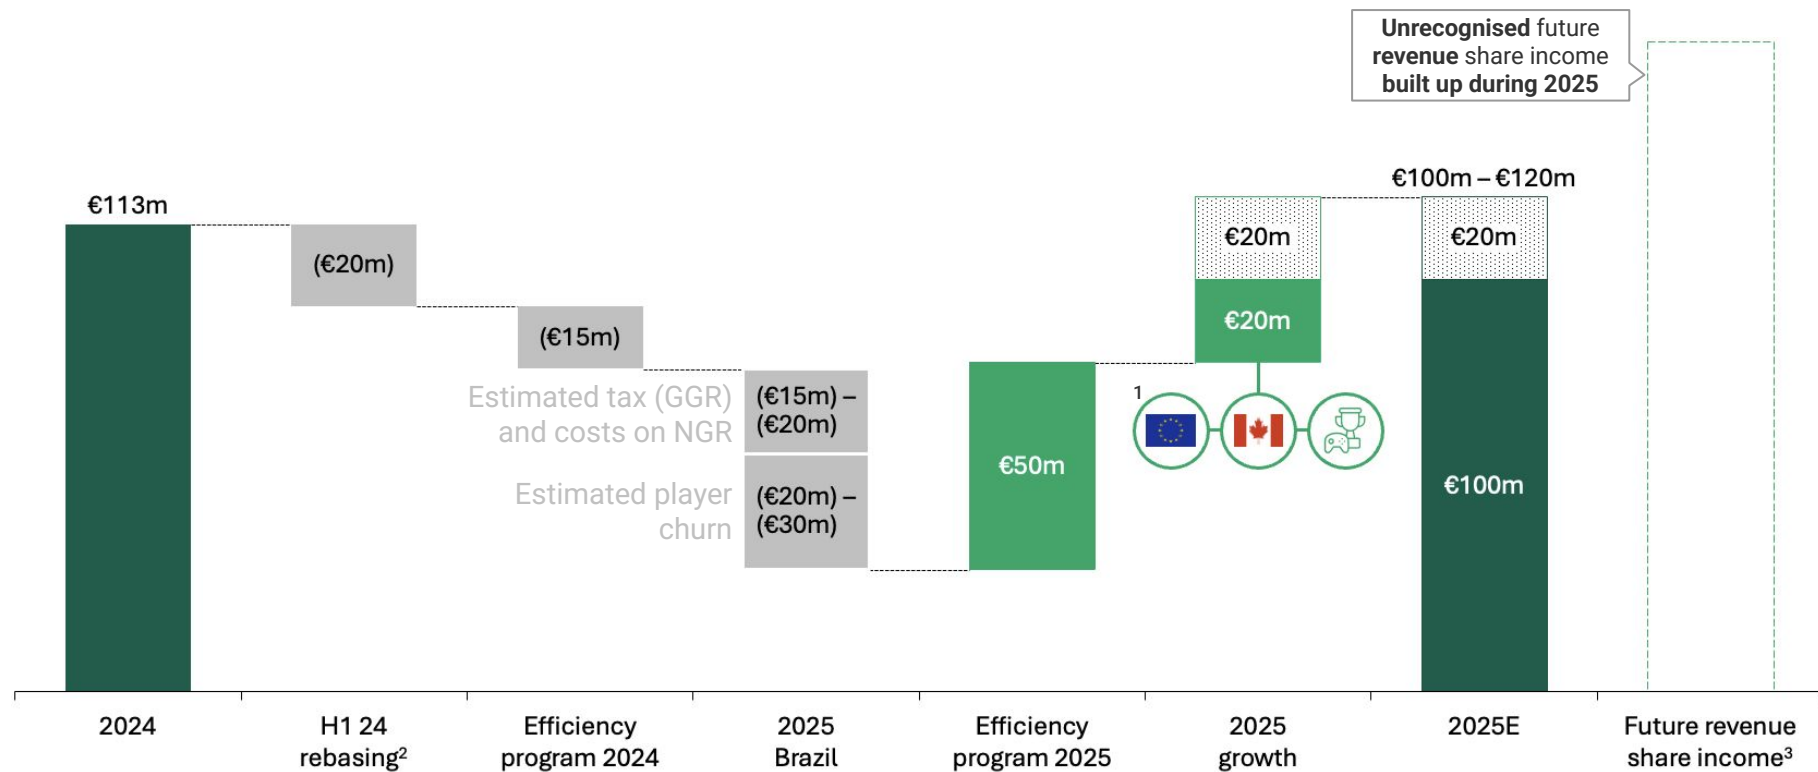 Unrecognised future
revenue share income
built up during 2025
€113m
(€20m)
(€15m)
Estimated tax (GGR)
and costs on NGR
(€15m) –
(€20m)
Estimated player
churn
(€20m) –
(€30m)
€50m
€20m
€20m
1
€100m – €120m
€20m
€100m
2024
H1 24
rebasing²
Efficiency
program 2024
2025
Brazil
Efficiency
program 2025
2025
growth
2025E
Future revenue
share income³